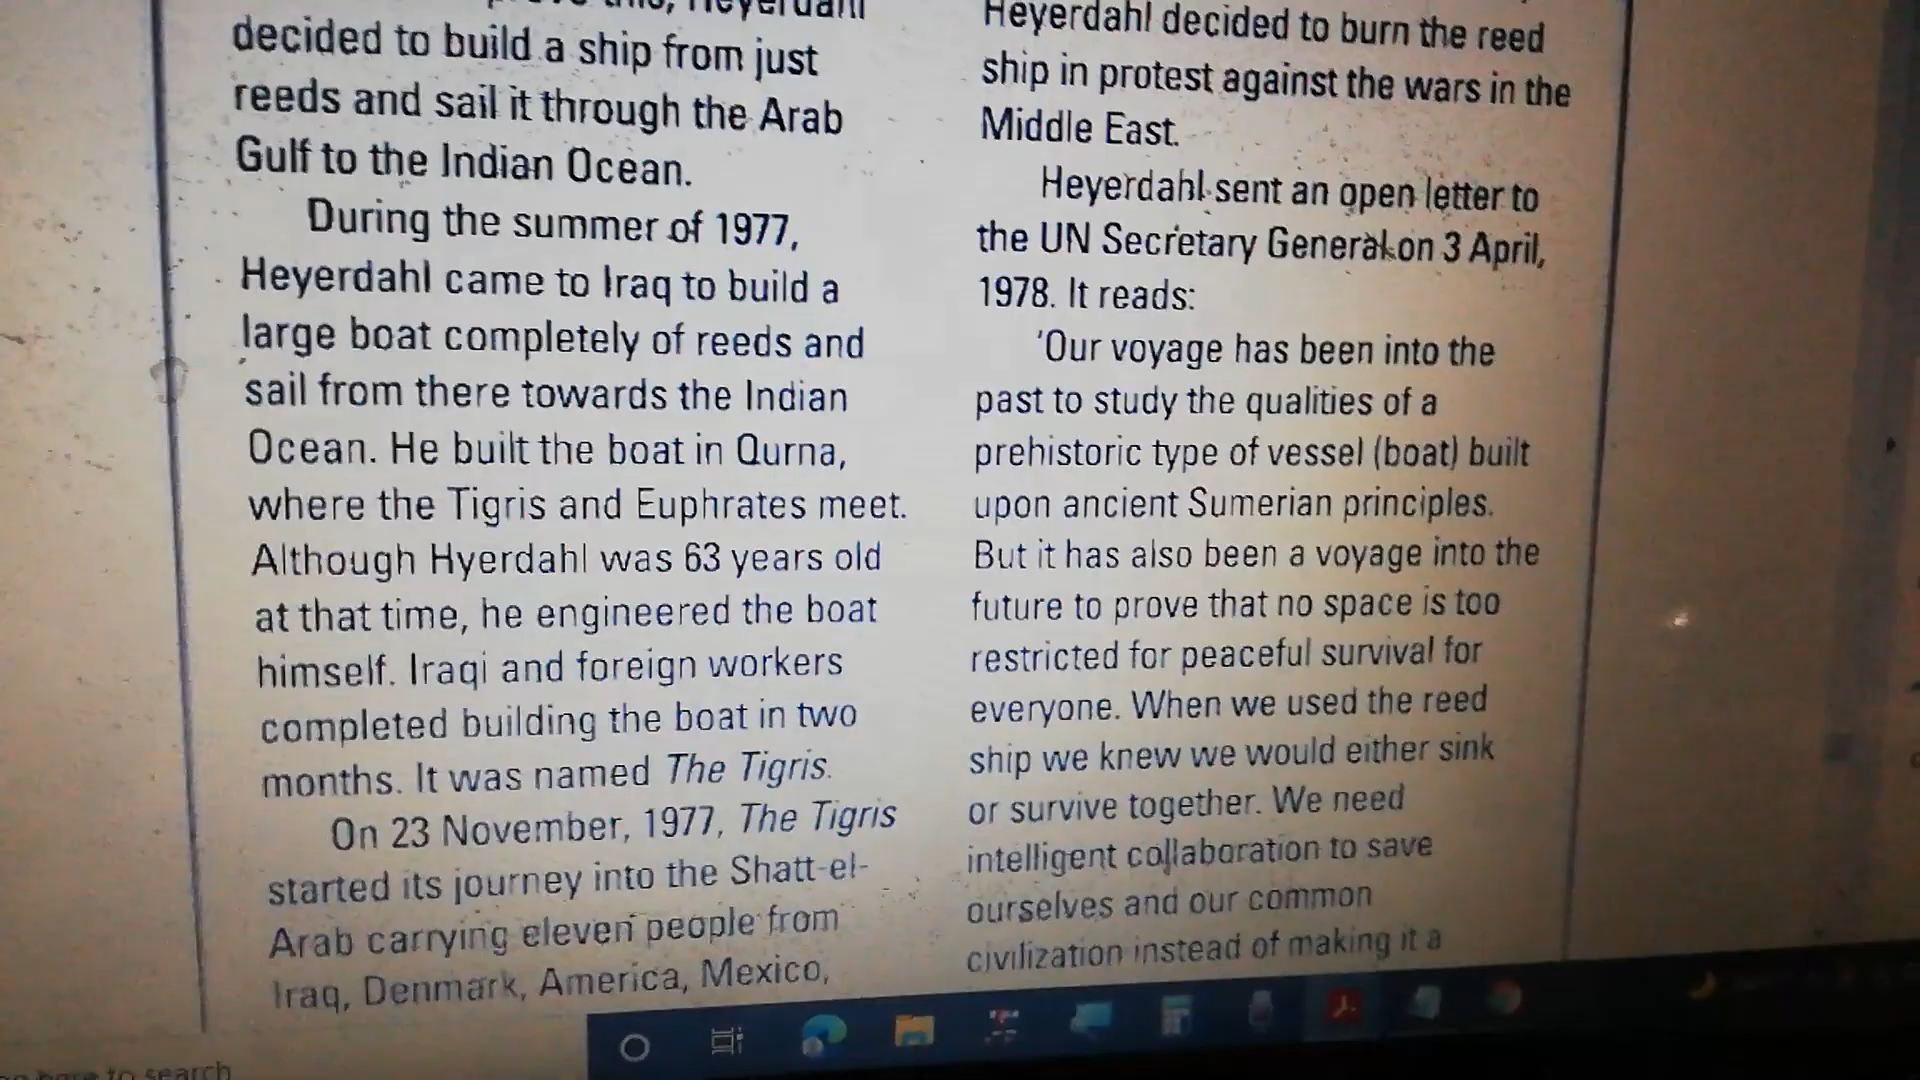 decided to build a ship from just
reeds and sail it through the Arab
Gulf to the Indian Ocean.
During the summer of 1977,
Heyerdahl came to Iraq to build a
large boat completely of reeds and
sail from there towards the Indian
Ocean. He built the boat in Qurna,
where the Tigris and Euphrates meet.
Although Hyerdahl was 63 years old
at that time, he engineered the boat
himself. Iraqi and foreign workers
completed building the boat in two
months. It was named The Tigris.
On 23 November, 1977, The Tigris
started its journey into the Shatt-el-
Arab carrying eleven people from
Iraq, Denmark, America, Mexico,
Heyerdahl decided to burn the reed
ship in protest against the wars in the
Middle East.
Heyerdahl sent an open letter to
the UN Secretary General on 3 April,
1978. It reads:
'Our voyage has been into the
past to study the qualities of a
prehistoric type of vessel (boat) built
upon ancient Sumerian principles.
But it has also been a voyage into the
future to prove that no space is too
restricted for peaceful survival for
everyone. When we used the reed
ship we knew we would either sink
or survive together. We need
intelligent collaboration to save
ourselves and our common
civilization instead of making it a
to search